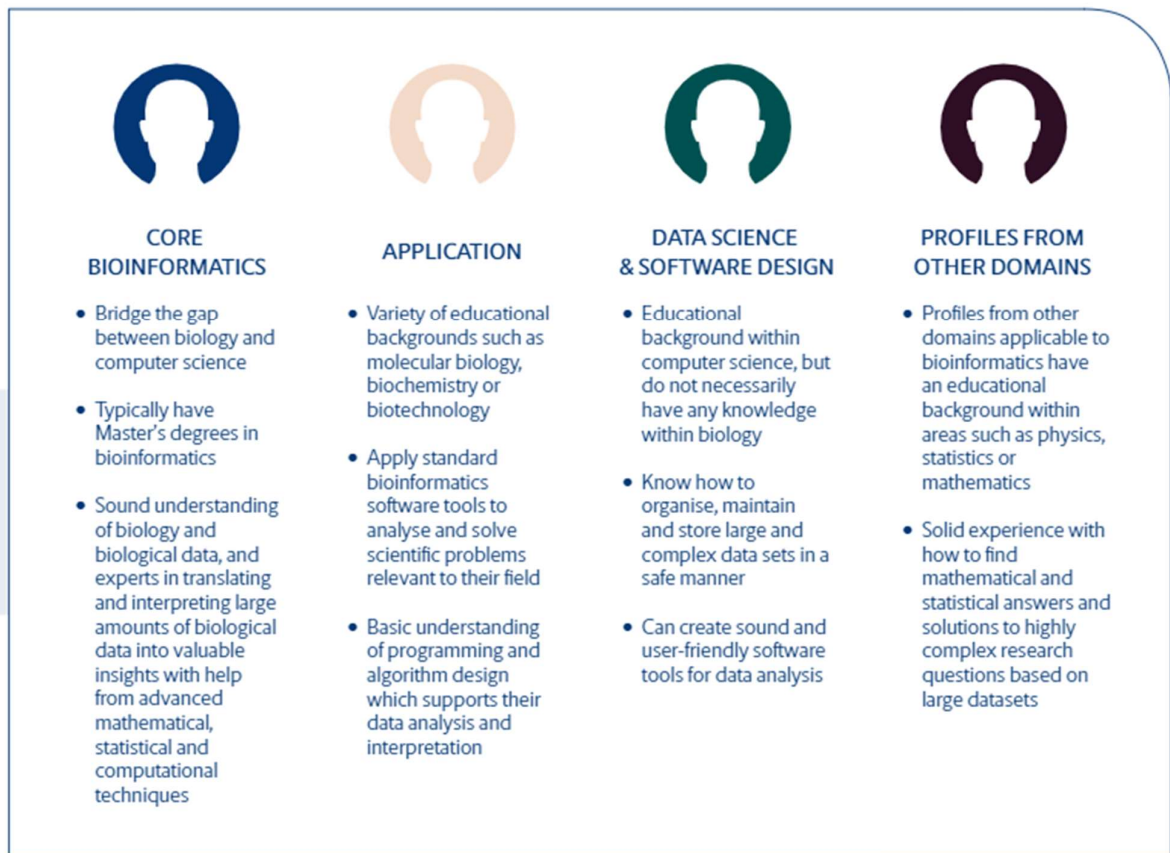 CORE
BIOINFORMATICS
• Bridge the gap
between biology and
computer science
• Typically have
Master's degrees in
bioinformatics
• Sound understanding
of biology and
biological data, and
experts in translating
and interpreting large
amounts of biological
data into valuable
insights with help
from advanced
mathematical,
statistical and
computational
techniques
APPLICATION
• Variety of educational
backgrounds such as
molecular biology,
biochemistry or
biotechnology
• Apply standard
bioinformatics
software tools to
analyse and solve
scientific problems
relevant to their field
• Basic understanding
of programming and
algorithm design
which supports their
data analysis and
interpretation
DATA SCIENCE
& SOFTWARE DESIGN
• Educational
background within
computer science, but
do not necessarily
have any knowledge
within biology
• Know how to
organise, maintain
and store large and
complex data sets in a
safe manner
• Can create sound and
user-friendly software
tools for data analysis
PROFILES FROM
OTHER DOMAINS
• Profiles from other
domains applicable to
bioinformatics have
an educational
background within
areas such as physics,
statistics or
mathematics
• Solid experience with
how to find
mathematical and
statistical answers and
solutions to highly
complex research
questions based on
large datasets